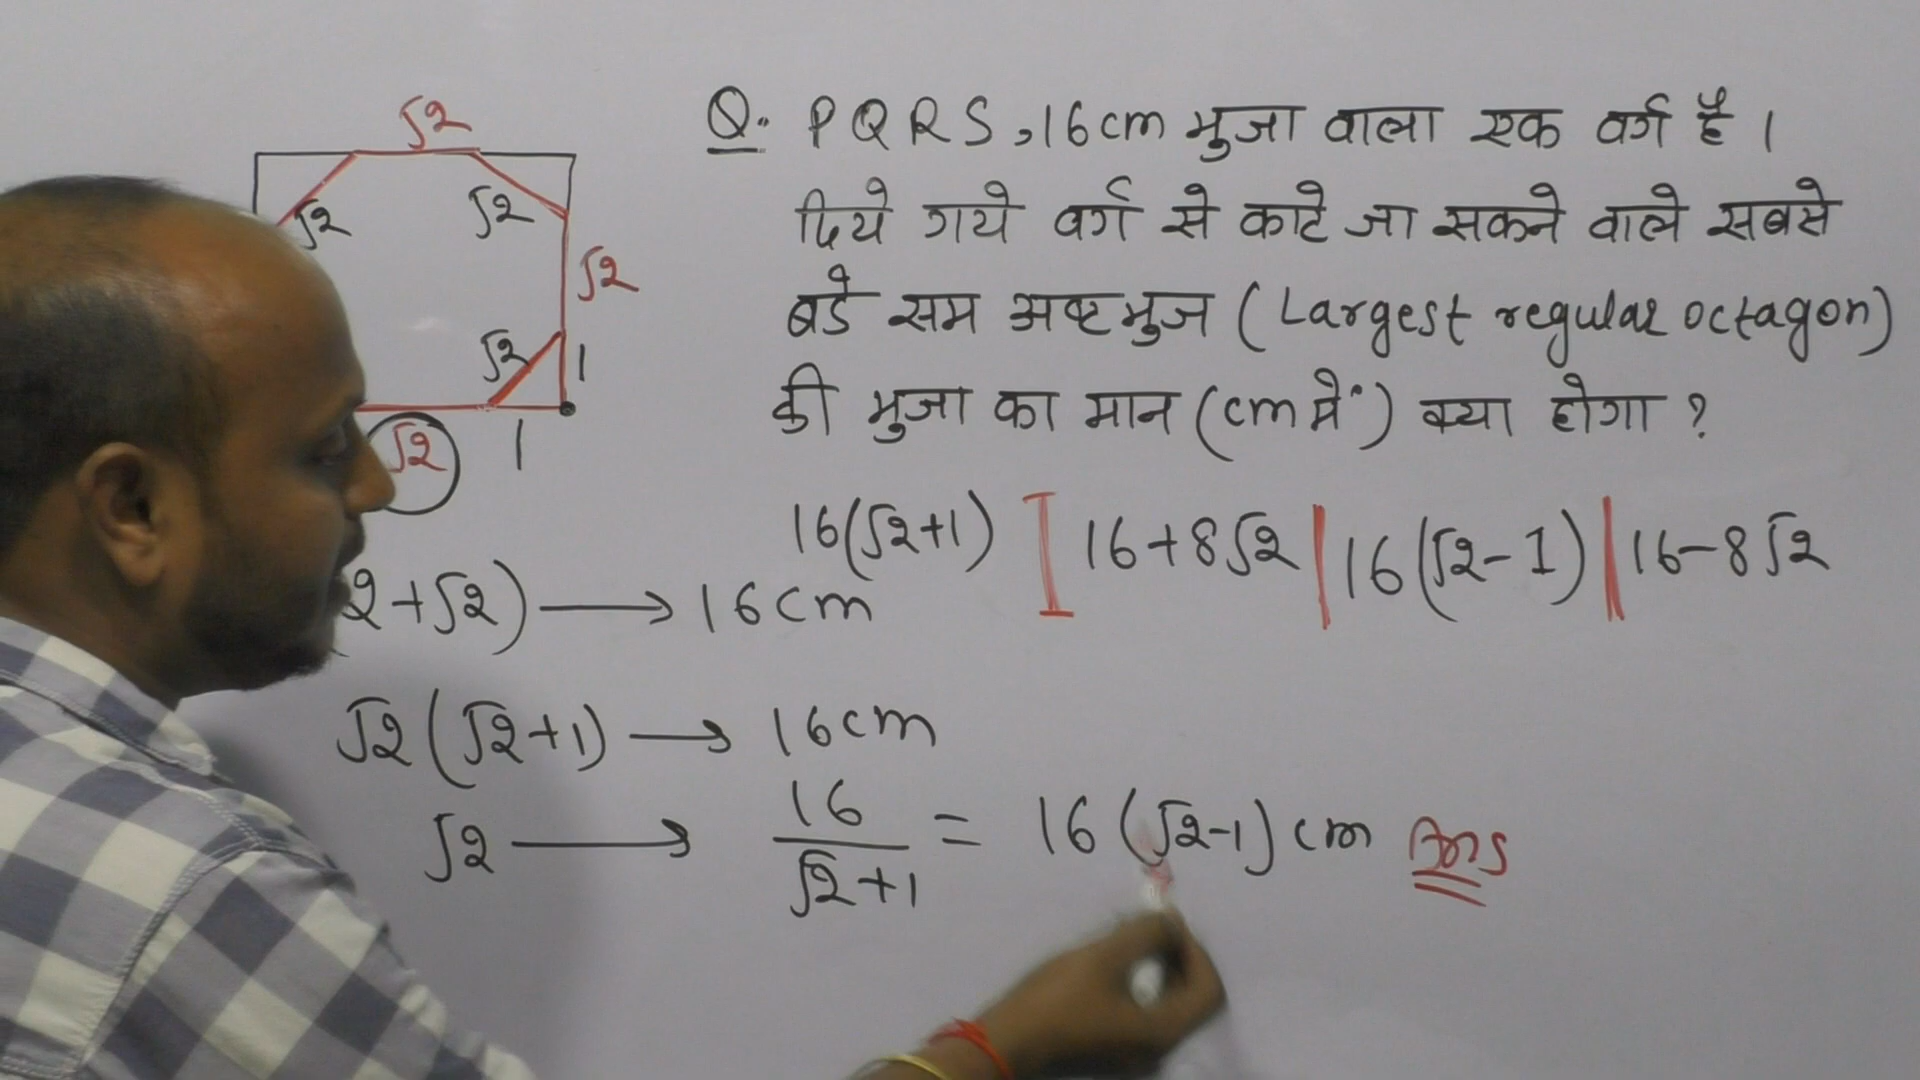 Q. PQRS, 16cm भुजा वाला एक वर्ग है।
दिये गये वर्ग से काटे जा सकने वाले सबसे
बडे सम अष्टभुज (Largest regular octagon)
की भुजा का मान (cm में) क्या होगा ?
16(√2+1) | 16+8√2 | 16(√2-1) | 16-8√2
√2
√2 √2
√2
√2 1
√2 1
2+√2) → 16cm
√2(√2+1) → 16cm
√2 → 16/√2+1 = 16(√2-1) cm Ans